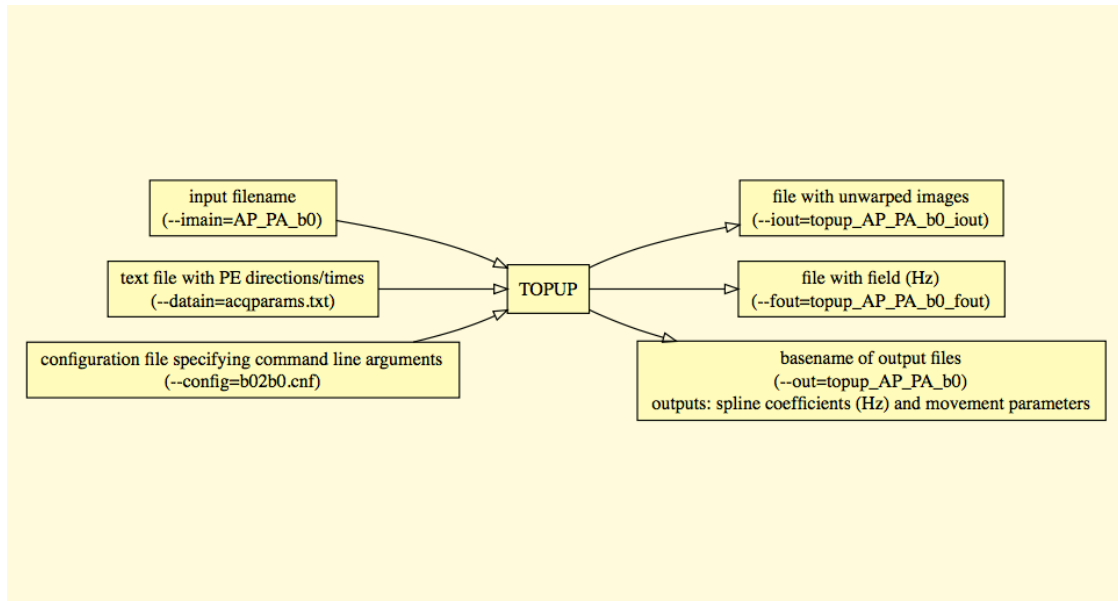 input filename
(--imain=AP_PA_b0)
text file with PE directions/times
(--datain=acqparams.txt)
configuration file specifying command line arguments
(--config=b02b0.cnf)
TOPUP
file with unwarped images
(--iout=topup_AP_PA_b0_iout)
file with field (Hz)
(--fout=topup_AP_PA_b0_fout)
basename of output files
(--out=topup_AP_PA_b0)
outputs: spline coefficients (Hz) and movement parameters